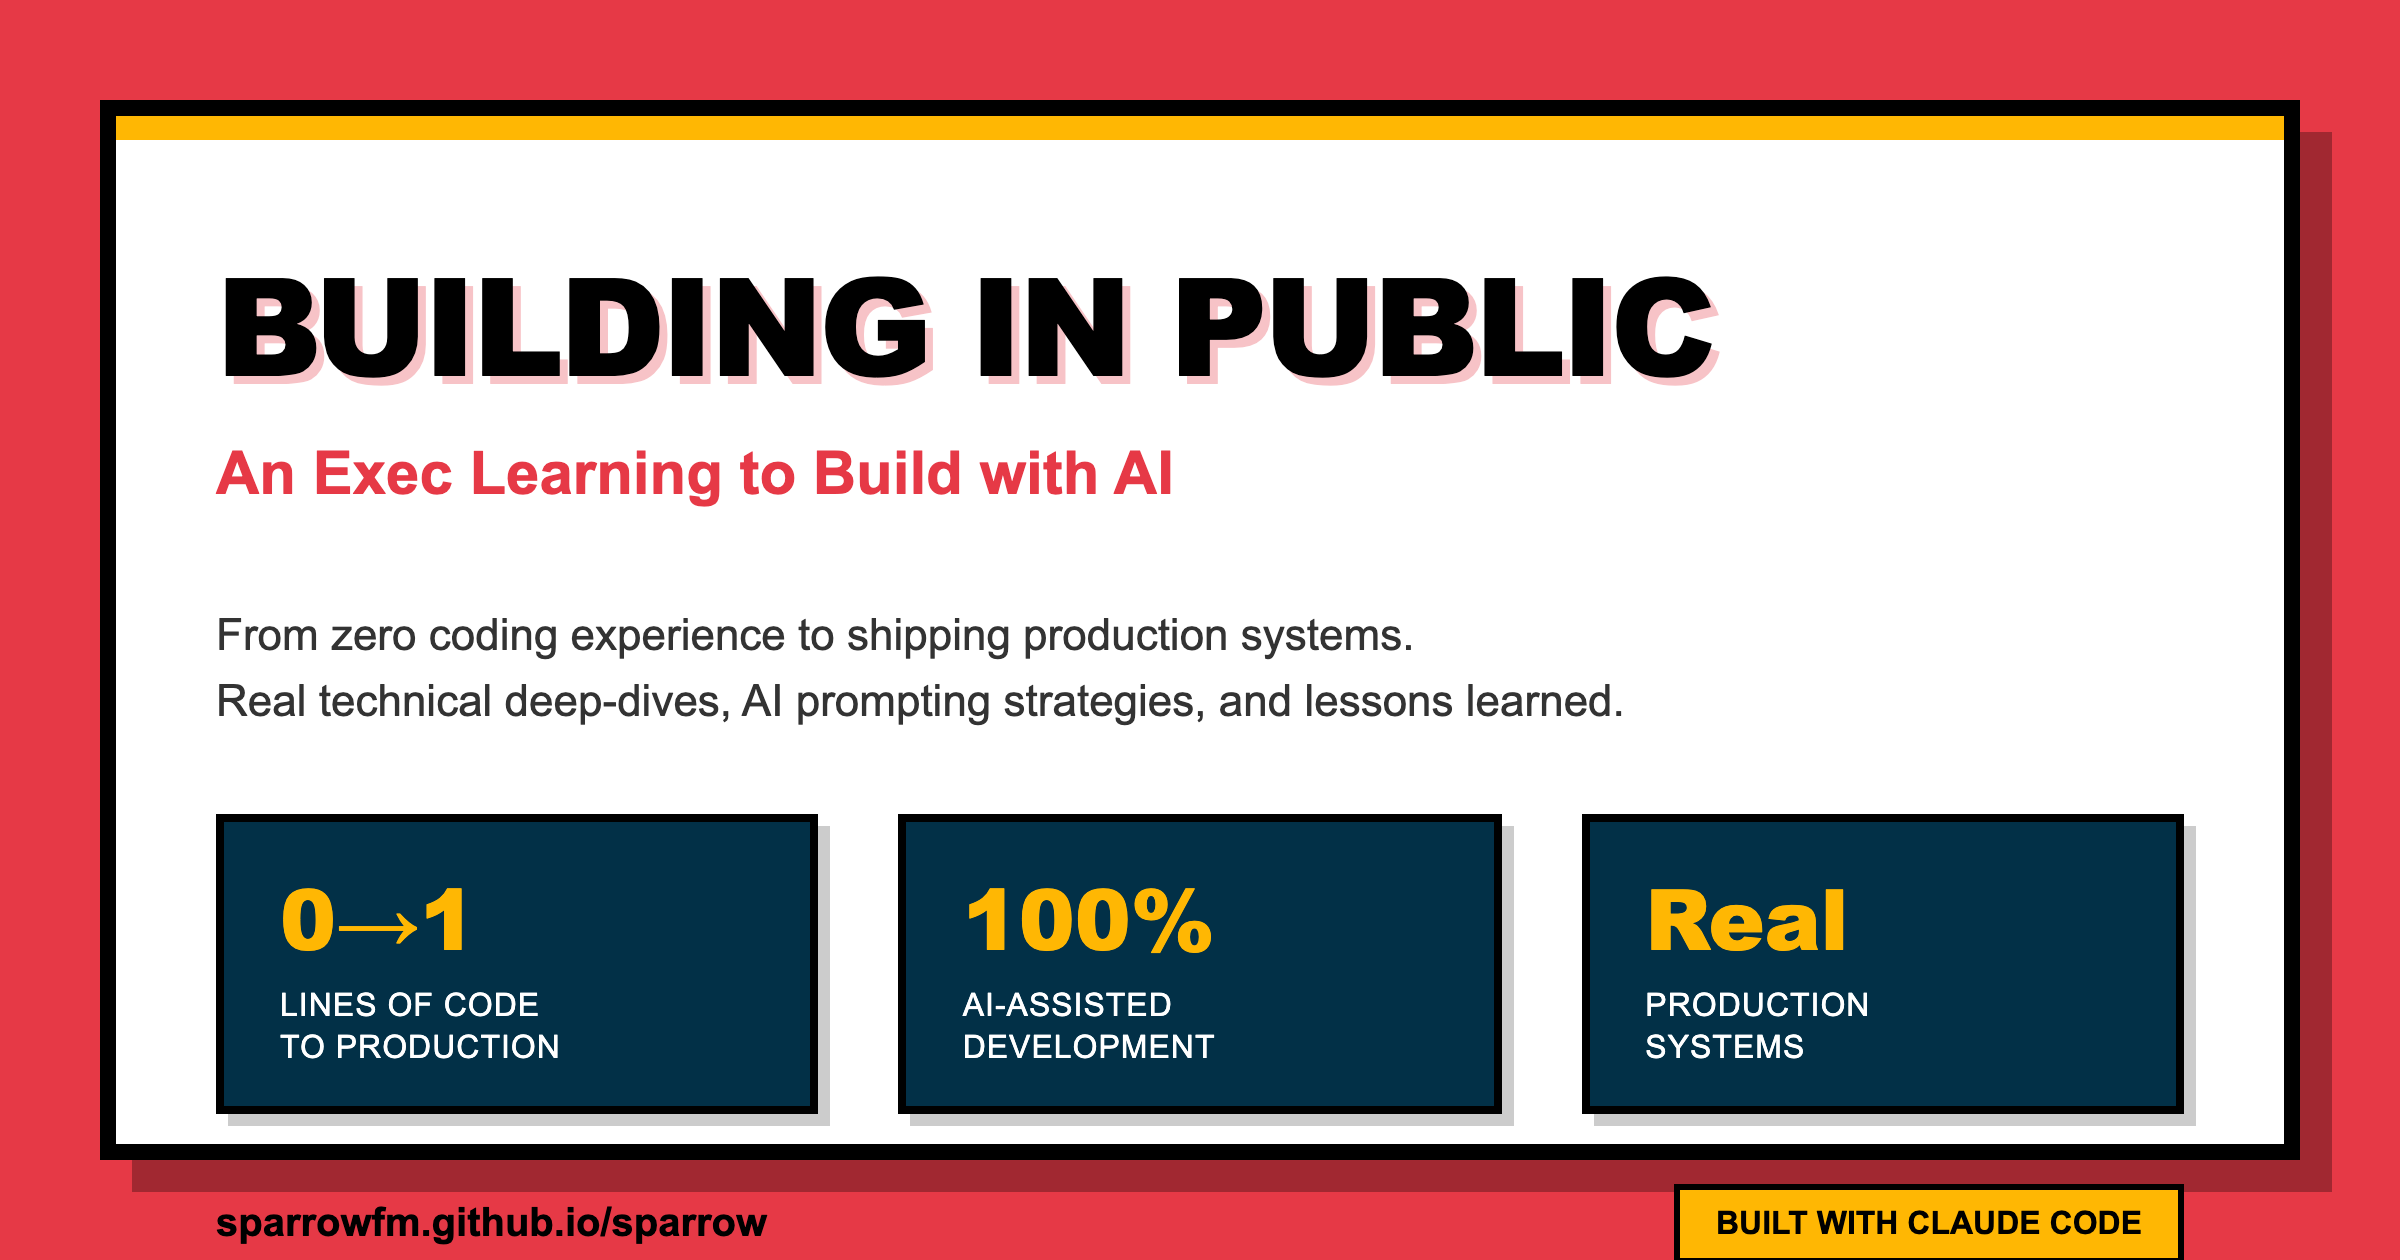 BUILDING IN PUBLIC
An Exec Learning to Build with AI
From zero coding experience to shipping production systems.
Real technical deep-dives, AI prompting strategies, and lessons learned.
0→1
LINES OF CODE
TO PRODUCTION
100%
AI-ASSISTED
DEVELOPMENT
Real
PRODUCTION
SYSTEMS
sparrowfm.github.io/sparrow
BUILT WITH CLAUDE CODE